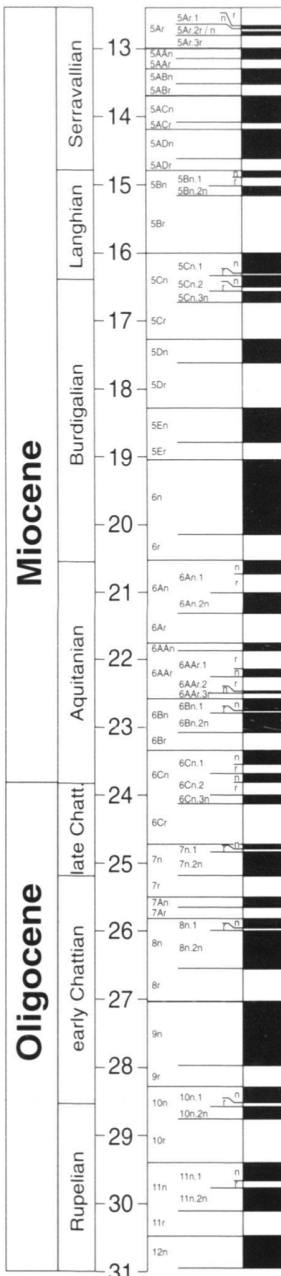 Miocene
Oligocene
Serravallian
Langhian
Burdigalian
Aquitanian
late Chatt.
early Chattian
Rupelian
13
14
15
16
17
18
19
20
21
22
23
24
25
26
27
28
29
30
31
5Ar
5Ar.1 r
n
5Ar.2r / n
5Ar.3r
5AAn
5AAr
5ABn
5ABr
5ACn
5ACr
5ADn
5ADr
5Bn
5Bn.1 n
r
5Bn.2n
5Br
5Cn
5Cn.1 n
r
5Cn.2 n
r
5Cn.3n
5Cr
5Dn
5Dr
5En
5Er
6n
6r
6An
6An.1 n
r
6An.2n
6Ar
6AAn
6AAr
6AAr.1 r
n
6AAr.2 r
n
6AAr.3r
6Bn
6Bn.1 n
r
6Bn.2n
6Br
6Cn
6Cn.1 n
r
6Cn.2 n
r
6Cn.3n
6Cr
7n
7n.1 n
r
7n.2n
7r
7An
7Ar
8n
8n.1 n
r
8n.2n
8r
9n
9r
10n
10n.1 n
r
10n.2n
10r
11n
11n.1 n
r
11n.2n
11r
12n